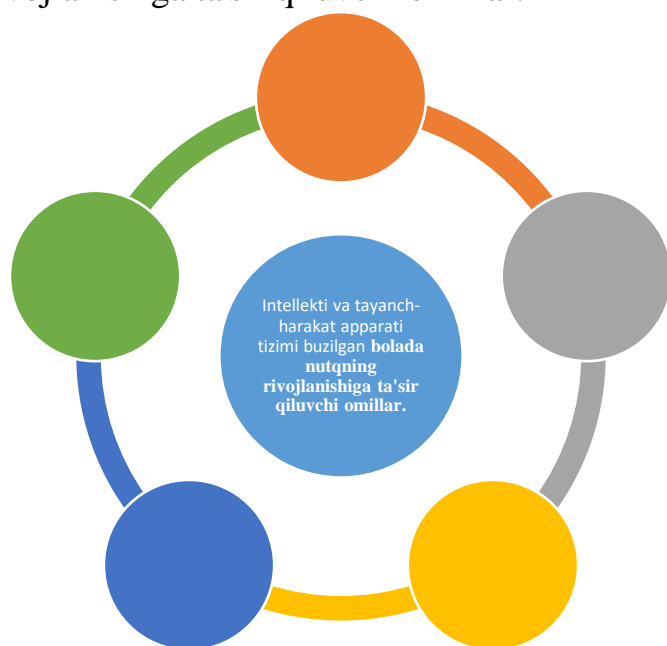 Intellekti va tayanch-
harakat apparati
tizimi buzilgan bolada
nutqning
rivojlanishiga ta'sir
qiluvchi omillar.